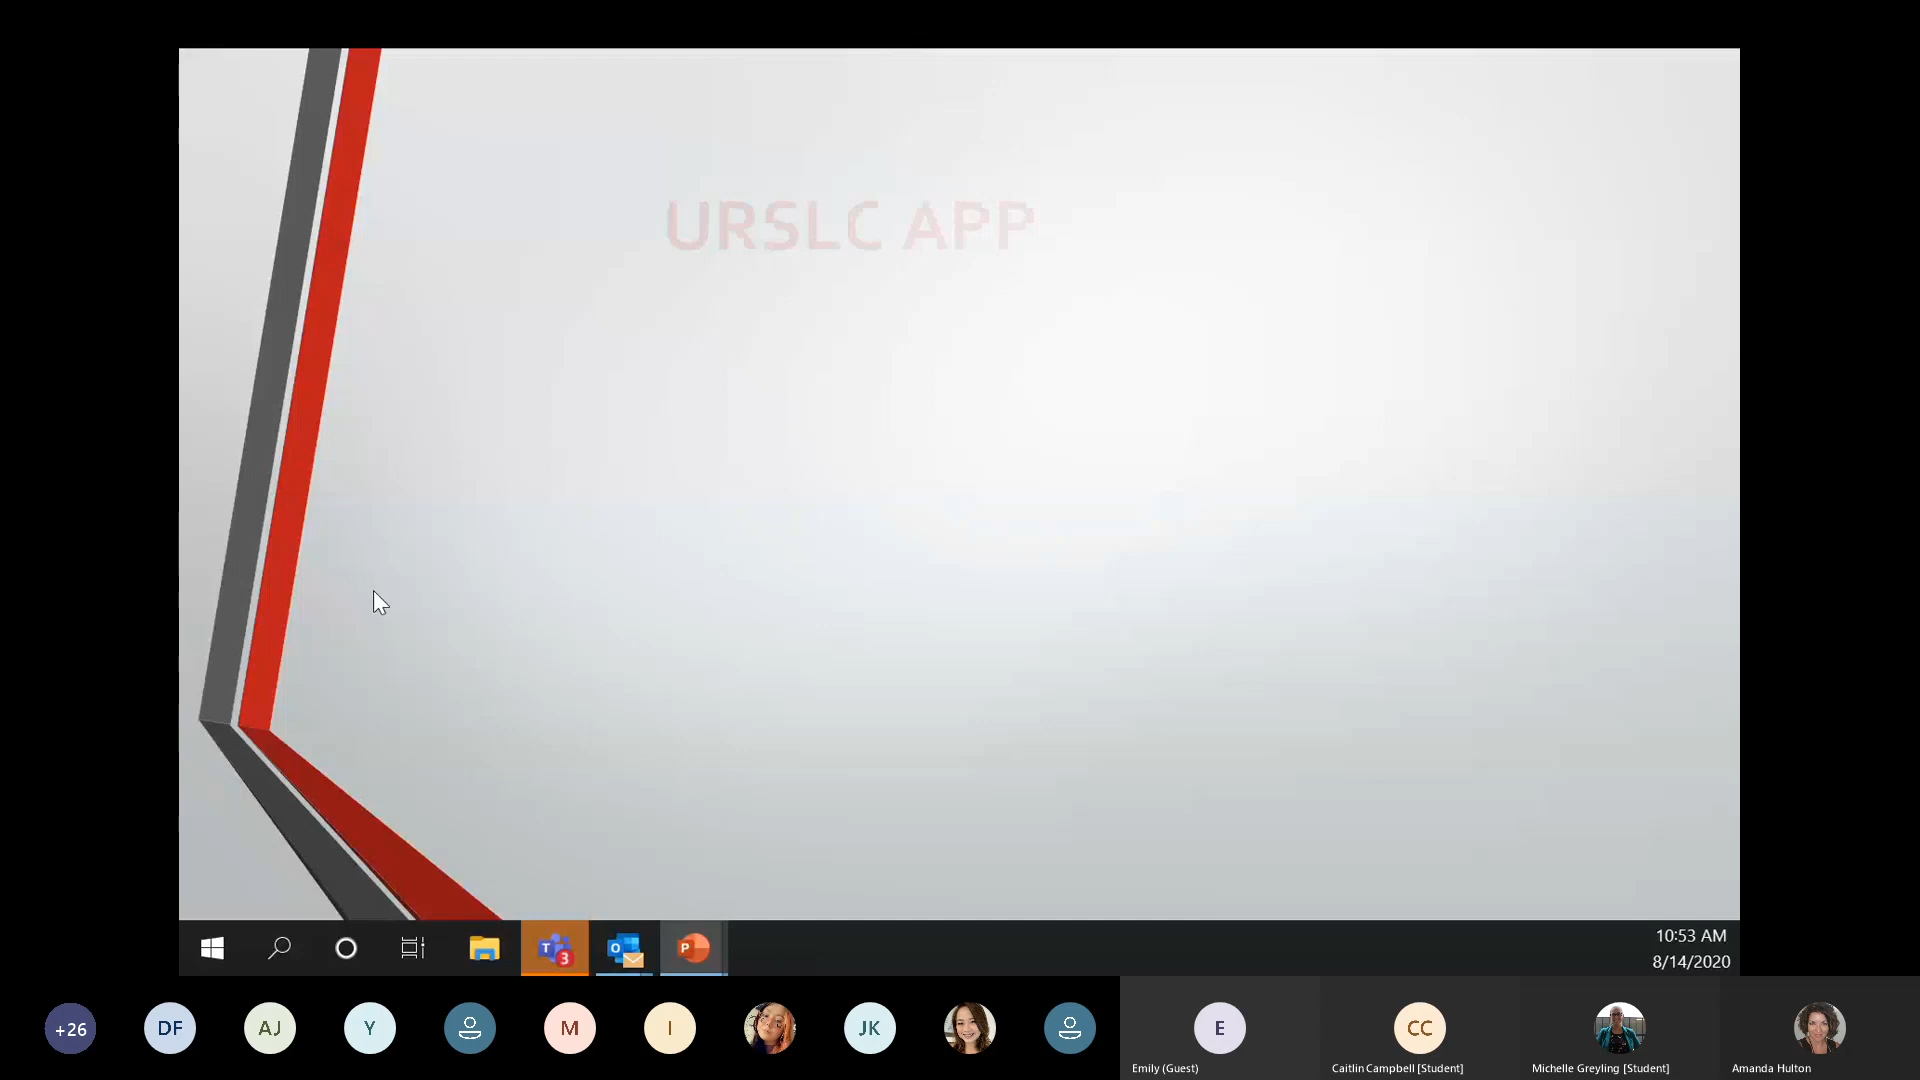 URSLC APP
T 3
O
P
10:53 AM
8/14/2020
+26
DF
AJ
Y
M
I
JK
E
CC
Emily (Guest)
Caitlin Campbell [Student]
Michelle Greyling [Student]
Amanda Hulton